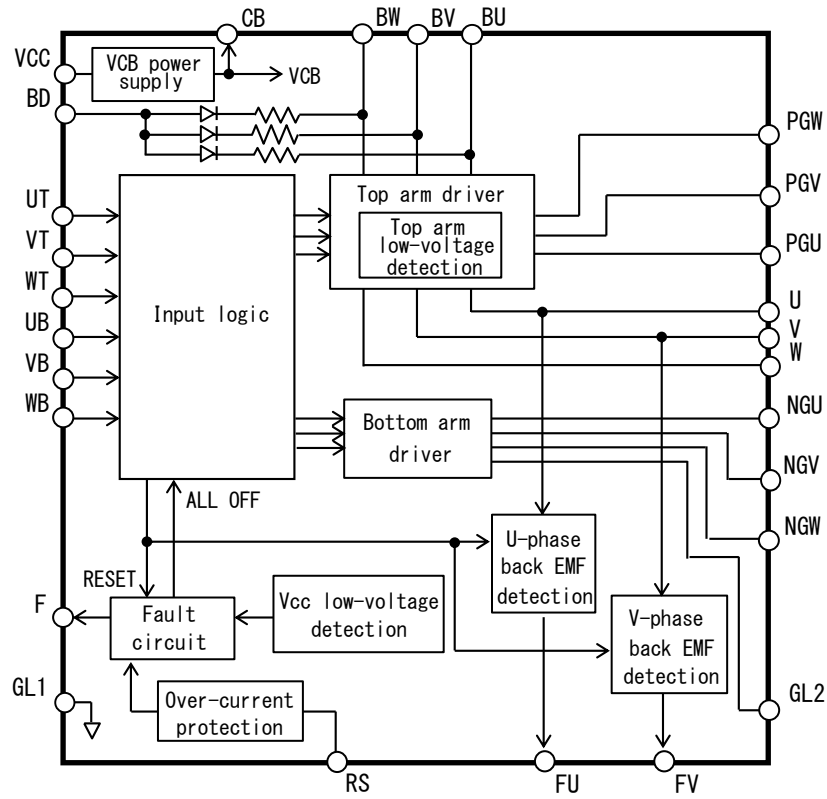 CB
BW
BV
BU
VCC
VCB power
supply
VCB
BD
PGW
PGV
PGU
UT
VT
WT
UB
VB
WB
Input logic
Top arm driver
Top arm
low-voltage
detection
U
V
W
Bottom arm
driver
NGU
NGV
NGW
ALL OFF
RESET
U-phase
back EMF
detection
F
Fault
circuit
Vcc low-voltage
detection
V-phase
back EMF
detection
GL1
Over-current
protection
GL2
RS
FU
FV